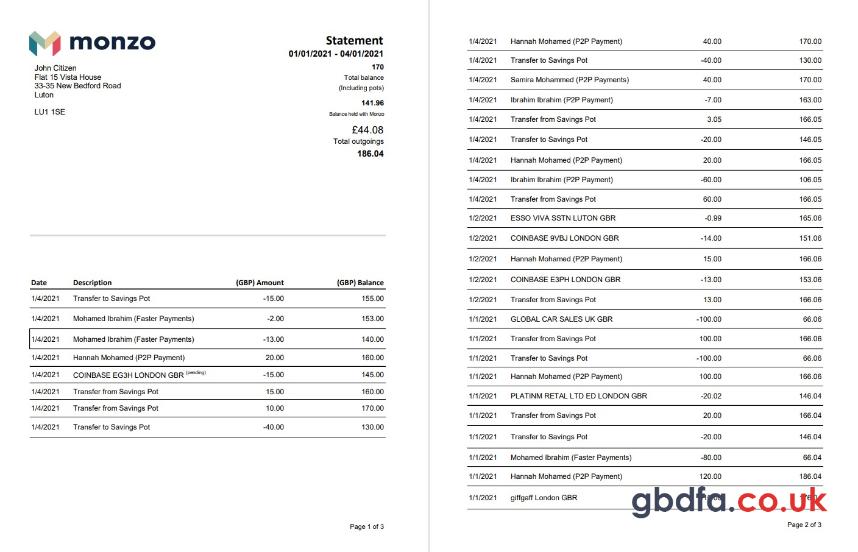 monzo
Statement
01/01/2021 - 04/01/2021
John Citizen
Flat 15 Vista House
33-35 New Bedford Road
Luton
LU1 1SE
170
Total balance
(Including pots)
141.96
Balance held with Monzo
£44.08
Total outgoings
186.04
Date Description (GBP) Amount (GBP) Balance
1/4/2021 Transfer to Savings Pot -15.00 155.00
1/4/2021 Mohamed Ibrahim (Faster Payments) -2.00 153.00
1/4/2021 Mohamed Ibrahim (Faster Payments) -13.00 140.00
1/4/2021 Hannah Mohamed (P2P Payment) 20.00 160.00
1/4/2021 COINBASE EG3H LONDON GBR (pending) -15.00 145.00
1/4/2021 Transfer from Savings Pot 15.00 160.00
1/4/2021 Transfer from Savings Pot 10.00 170.00
1/4/2021 Transfer to Savings Pot -40.00 130.00
Page 1 of 3
1/4/2021 Hannah Mohamed (P2P Payment) 40.00 170.00
1/4/2021 Transfer to Savings Pot -40.00 130.00
1/4/2021 Samira Mohammed (P2P Payments) 40.00 170.00
1/4/2021 Ibrahim Ibrahim (P2P Payment) -7.00 163.00
1/4/2021 Transfer from Savings Pot 3.05 166.05
1/4/2021 Transfer to Savings Pot -20.00 146.05
1/4/2021 Hannah Mohamed (P2P Payment) 20.00 166.05
1/4/2021 Ibrahim Ibrahim (P2P Payment) -60.00 106.05
1/4/2021 Transfer from Savings Pot 60.00 166.05
1/2/2021 ESSO VIVA SSTN LUTON GBR -0.99 165.06
1/2/2021 COINBASE 9VBJ LONDON GBR -14.00 151.06
1/2/2021 Hannah Mohamed (P2P Payment) 15.00 166.06
1/2/2021 COINBASE E3PH LONDON GBR -13.00 153.06
1/2/2021 Transfer from Savings Pot 13.00 166.06
1/1/2021 GLOBAL CAR SALES UK GBR -100.00 66.06
1/1/2021 Transfer from Savings Pot 100.00 166.06
1/1/2021 Transfer to Savings Pot -100.00 66.06
1/1/2021 Hannah Mohamed (P2P Payment) 100.00 166.06
1/1/2021 PLATINM RETAL LTD ED LONDON GBR -20.02 146.04
1/1/2021 Transfer from Savings Pot 20.00 166.04
1/1/2021 Transfer to Savings Pot -20.00 146.04
1/1/2021 Mohamed Ibrahim (Faster Payments) -80.00 66.04
1/1/2021 Hannah Mohamed (P2P Payment) 120.00 186.04
1/1/2021 giffgaff London GBR
gbdfa.co.uk
Page 2 of 3